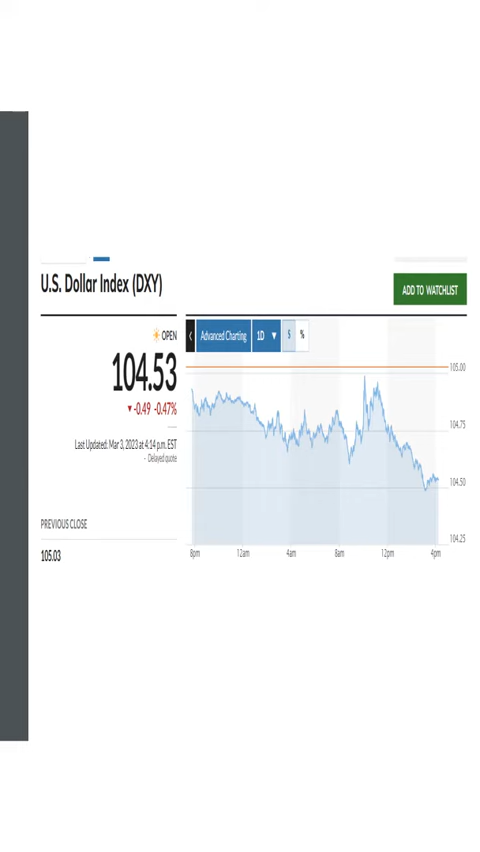 U.S. Dollar Index (DXY)
ADD TO WATCHLIST
OPEN
104.53
-0.49 -0.47%
Last Updated: Mar 3, 2023 at 4:14 p.m. EST
- Delayed quote
PREVIOUS CLOSE
105.03
Advanced Charting 1D $ %
105.00
104.75
104.50
104.25
8pm 12am 4am 8am 12pm 4pm